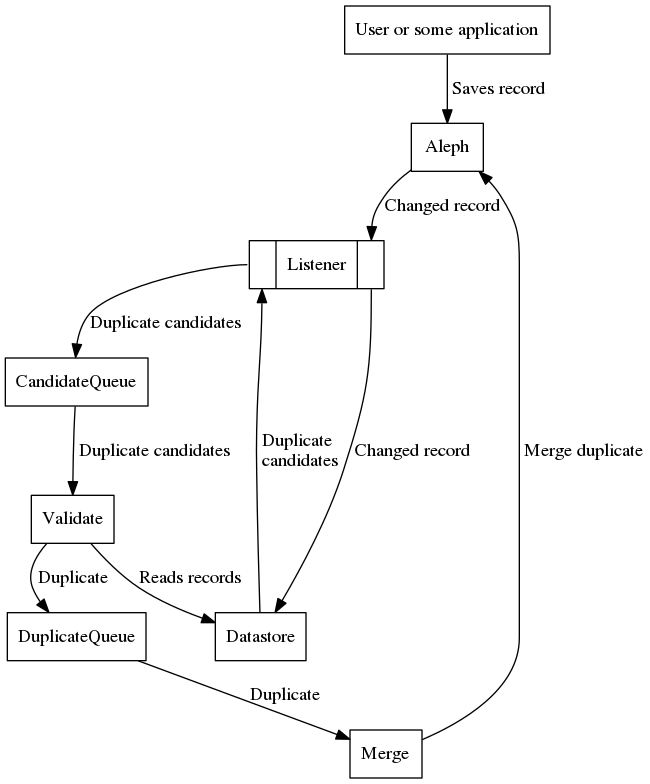 User or some application
Saves record
Aleph
Changed record
Listener
Duplicate candidates
CandidateQueue
Duplicate candidates
Duplicate
candidates
Changed record
Merge duplicate
Validate
Duplicate
Reads records
DuplicateQueue
Datastore
Duplicate
Merge